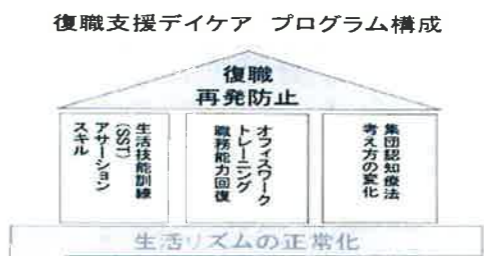 復職支援デイケア プログラム構成
復職
再発防止
生活技能訓練
(SST)
アサーション
スキル
オフィスワーク
トレーニング
職務能力回復
集団認知療法
考え方の変化
生活リズムの正常化